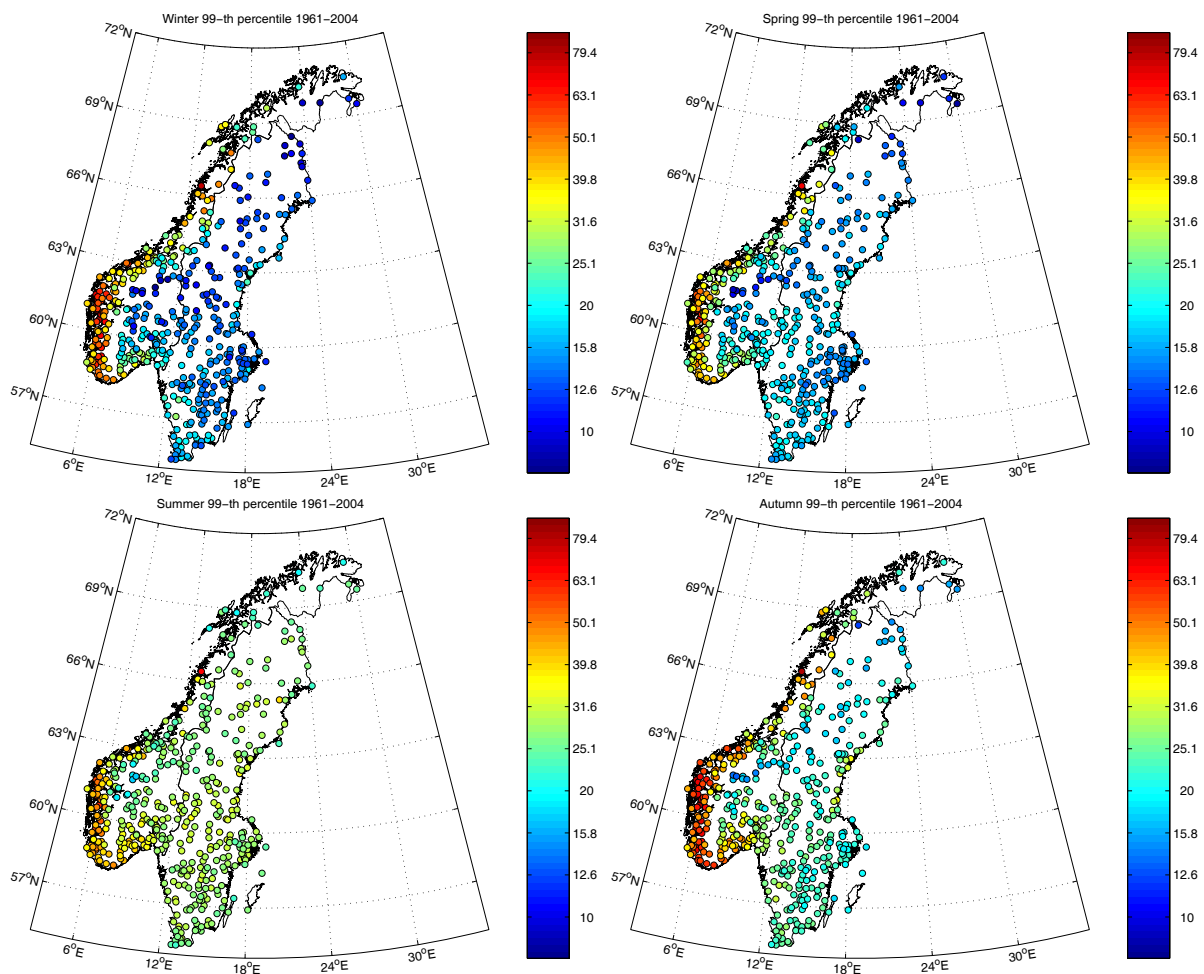 Winter 99-th percentile 1961−2004
72°N
69°N
66°N
63°N
60°N
57°N
6°E
12°E
18°E
24°E
30°E
79.4
63.1
50.1
39.8
31.6
25.1
20
15.8
12.6
10
Spring 99-th percentile 1961−2004
72°N
69°N
66°N
63°N
60°N
57°N
6°E
12°E
18°E
24°E
30°E
79.4
63.1
50.1
39.8
31.6
25.1
20
15.8
12.6
10
Summer 99-th percentile 1961−2004
72°N
69°N
66°N
63°N
60°N
57°N
6°E
12°E
18°E
24°E
30°E
79.4
63.1
50.1
39.8
31.6
25.1
20
15.8
12.6
10
Autumn 99-th percentile 1961−2004
72°N
69°N
66°N
63°N
60°N
57°N
6°E
12°E
18°E
24°E
30°E
79.4
63.1
50.1
39.8
31.6
25.1
20
15.8
12.6
10